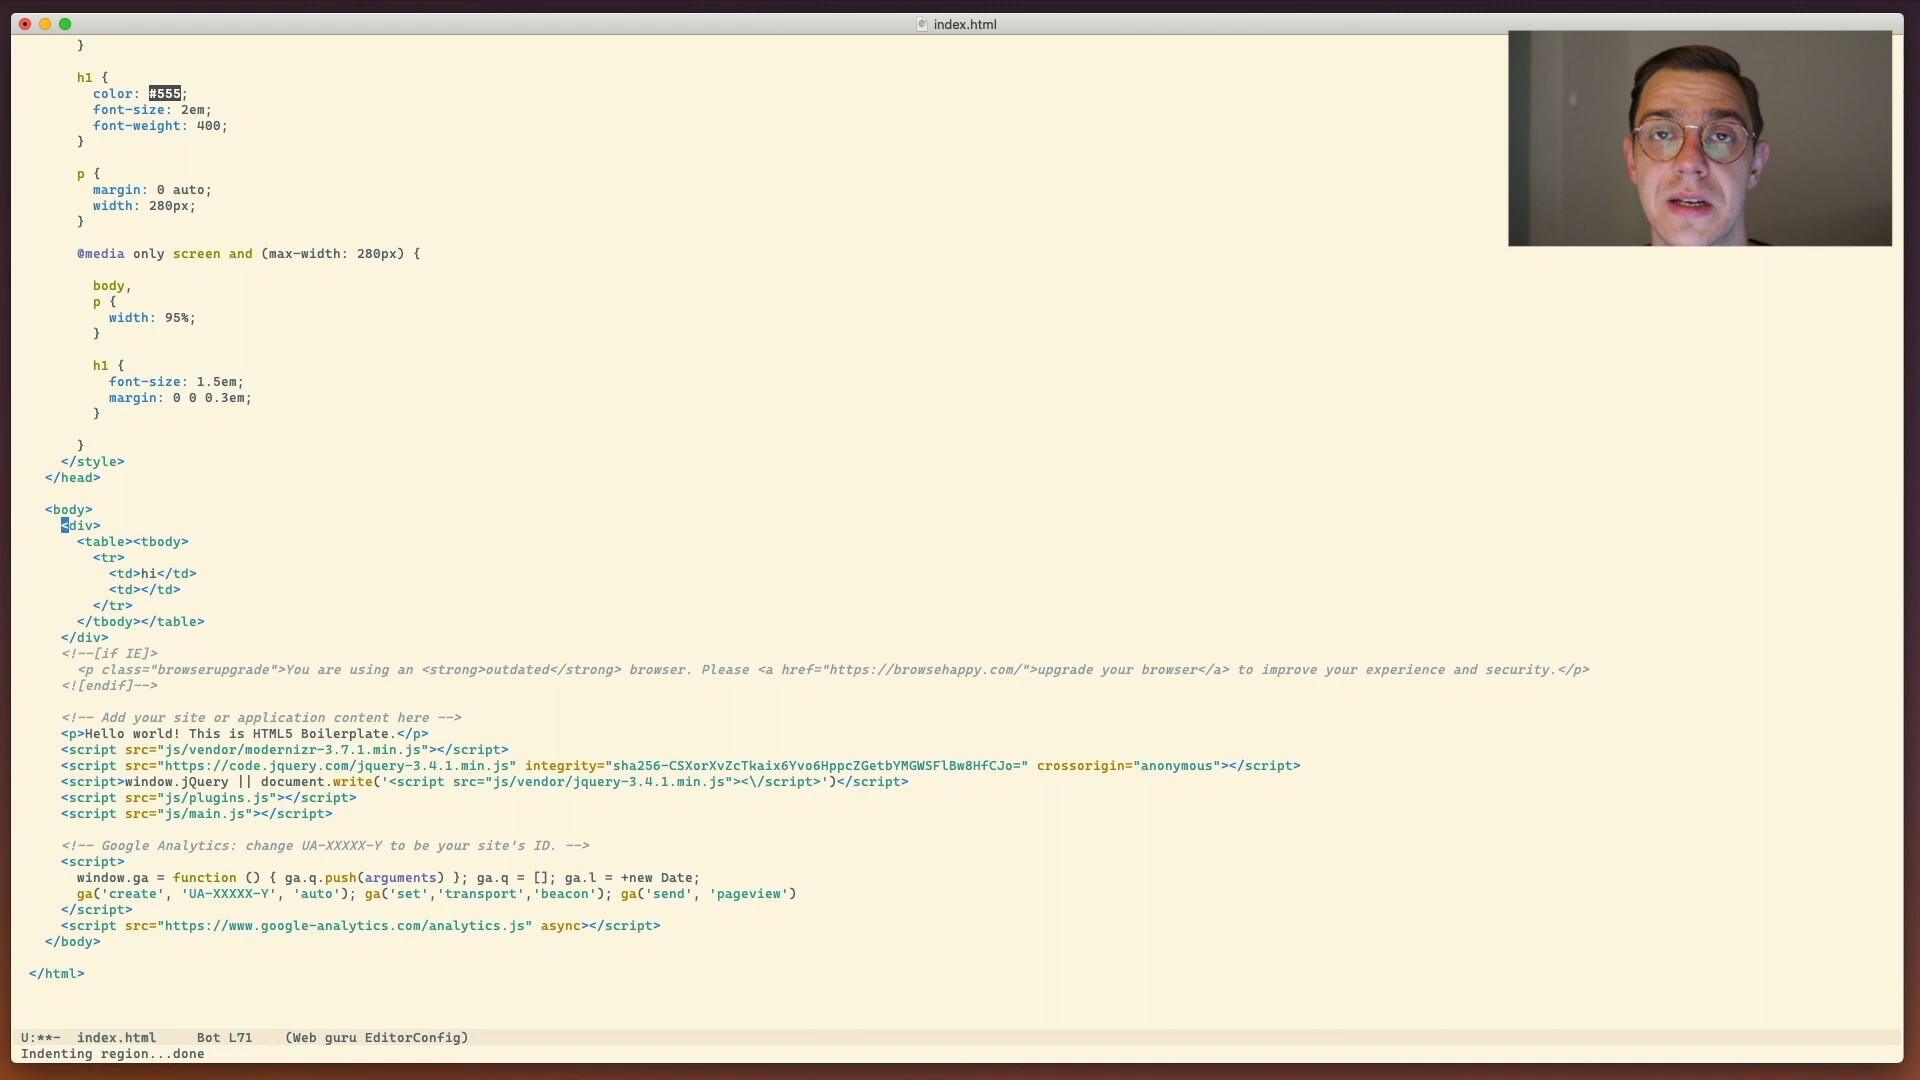 index.html
}
h1 {
color: #555;
font-size: 2em;
font-weight: 400;
}
p {
margin: 0 auto;
width: 280px;
}
@media only screen and (max-width: 280px) {
body,
p {
width: 95%;
}
h1 {
font-size: 1.5em;
margin: 0 0 0.3em;
}
}
</style>
</head>
<body>
<div>
<table><tbody>
<tr>
<td>hi</td>
<td></td>
</tr>
</tbody></table>
</div>
<!--[if IE]>
<p class="browserupgrade">You are using an <strong>outdated</strong> browser. Please <a href="https://browsehappy.com/">upgrade your browser</a> to improve your experience and security.</p>
<![endif]-->
<!-- Add your site or application content here -->
<p>Hello world! This is HTML5 Boilerplate.</p>
<script src="js/vendor/modernizr-3.7.1.min.js"></script>
<script src="https://code.jquery.com/jquery-3.4.1.min.js" integrity="sha256-CSXorXvZcTkaix6Yvo6HppcZGetbYMGWSFlBw8HfCJo=" crossorigin="anonymous"></script>
<script>window.jQuery || document.write('<script src="js/vendor/jquery-3.4.1.min.js"><\/script>')</script>
<script src="js/plugins.js"></script>
<script src="js/main.js"></script>
<!-- Google Analytics: change UA-XXXXX-Y to be your site's ID. -->
<script>
window.ga = function () { ga.q.push(arguments) }; ga.q = []; ga.l = +new Date;
ga('create', 'UA-XXXXX-Y', 'auto'); ga('set','transport','beacon'); ga('send', 'pageview')
</script>
<script src="https://www.google-analytics.com/analytics.js" async></script>
</body>
</html>
U:**- index.html Bot L71 (Web guru EditorConfig)
Indenting region...done